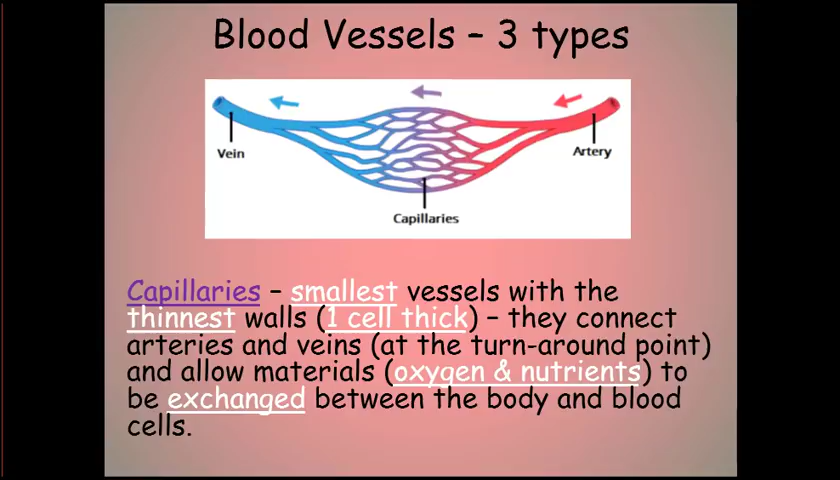 Blood Vessels – 3 types
Vein
Artery
Capillaries
Capillaries – smallest vessels with the
thinnest walls (1 cell thick) – they connect
arteries and veins (at the turn-around point)
and allow materials (oxygen & nutrients) to
be exchanged between the body and blood
cells.